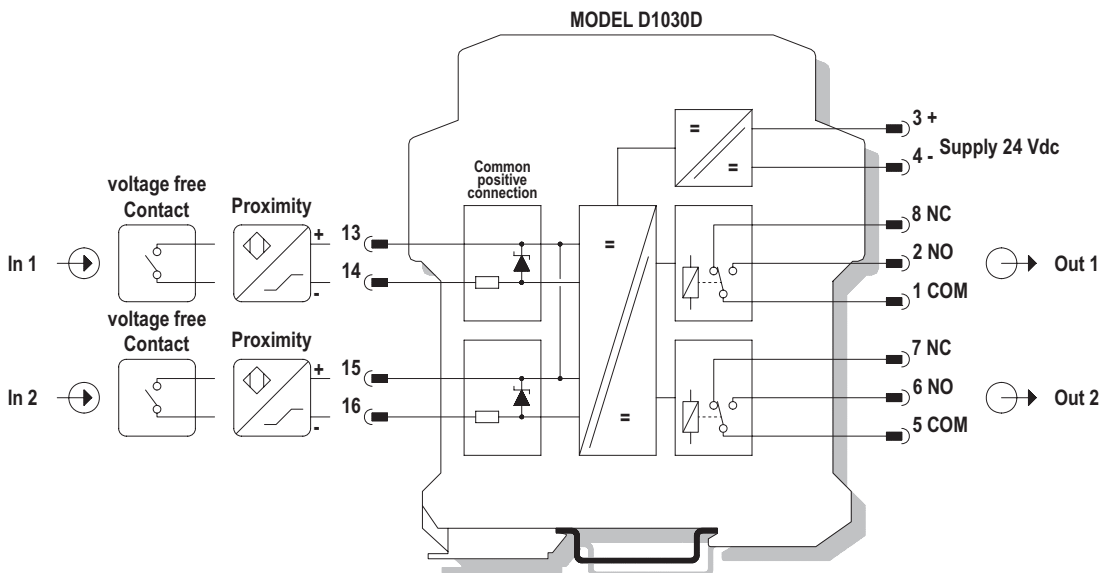 MODEL D1030D
3 +
4 -
Supply 24 Vdc
Common
positive
connection
voltage free
Contact
Proximity
+
13
14
-
In 1
8 NC
2 NO
1 COM
Out 1
voltage free
Contact
Proximity
+
15
16
-
In 2
7 NC
6 NO
5 COM
Out 2
=
=
=
=